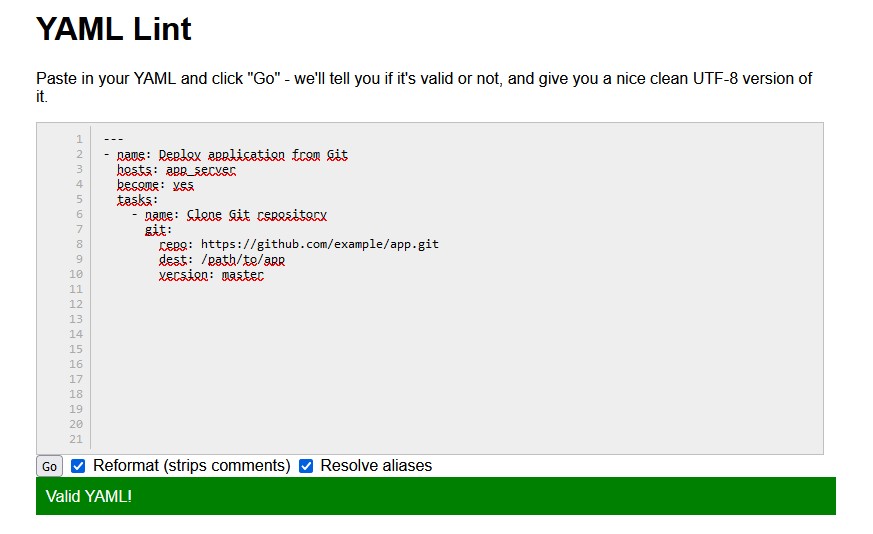 YAML Lint
Paste in your YAML and click "Go" - we'll tell you if it's valid or not, and give you a nice clean UTF-8 version of
it.
1 ---
2 - name: Deploy application from Git
3   hosts: app_server
4   become: yes
5   tasks:
6     - name: Clone Git repository
7       git:
8         repo: https://github.com/example/app.git
9         dest: /path/to/app
10         version: master
11
12
13
14
15
16
17
18
19
20
21
Go Reformat (strips comments) Resolve aliases
Valid YAML!